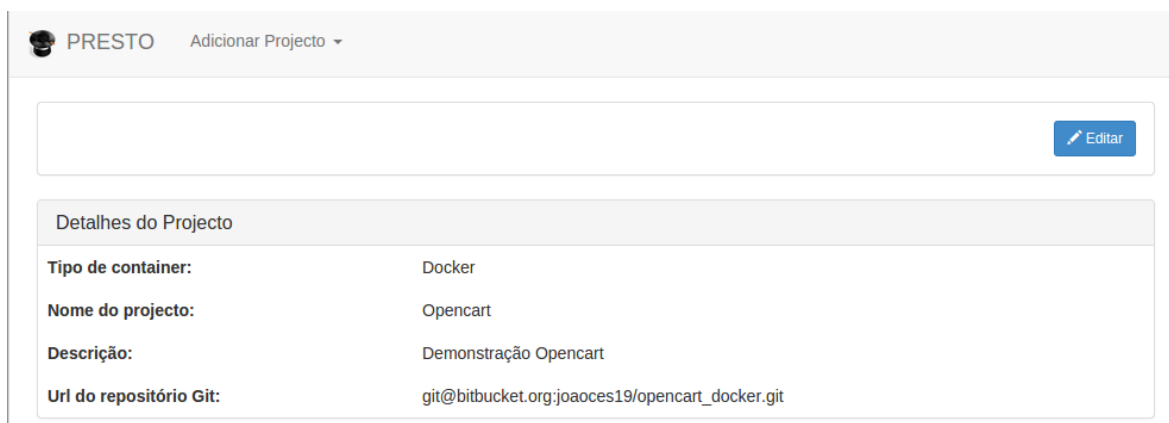 PRESTO Adicionar Projecto
Editar
Detalhes do Projecto
Tipo de container: Docker
Nome do projecto: Opencart
Descrição: Demonstração Opencart
Url do repositório Git: git@bitbucket.org:joaoces19/opencart_docker.git